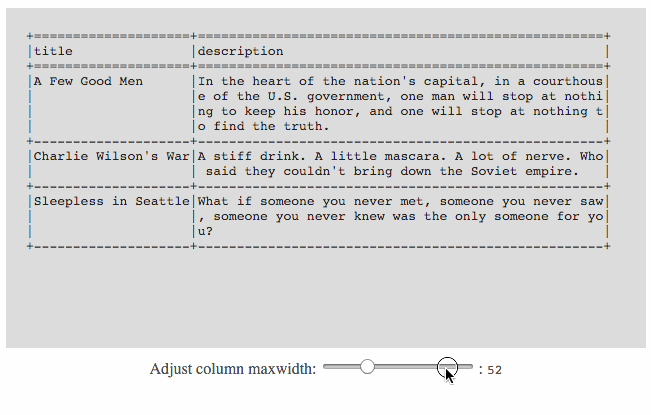 +====================+====================================================+
|title               |description                                         |
+====================+====================================================+
|A Few Good Men      |In the heart of the nation's capital, in a courthous|
|                    |e of the U.S. government, one man will stop at nothi|
|                    |ng to keep his honor, and one will stop at nothing t|
|                    |o find the truth.                                   |
+--------------------+----------------------------------------------------+
|Charlie Wilson's War|A stiff drink. A little mascara. A lot of nerve. Who|
|                    | said they couldn't bring down the Soviet empire.   |
+--------------------+----------------------------------------------------+
|Sleepless in Seattle|What if someone you never met, someone you never saw|
|                    |, someone you never knew was the only someone for yo|
|                    |u?                                                  |
+--------------------+----------------------------------------------------+
Adjust column maxwidth: : 52